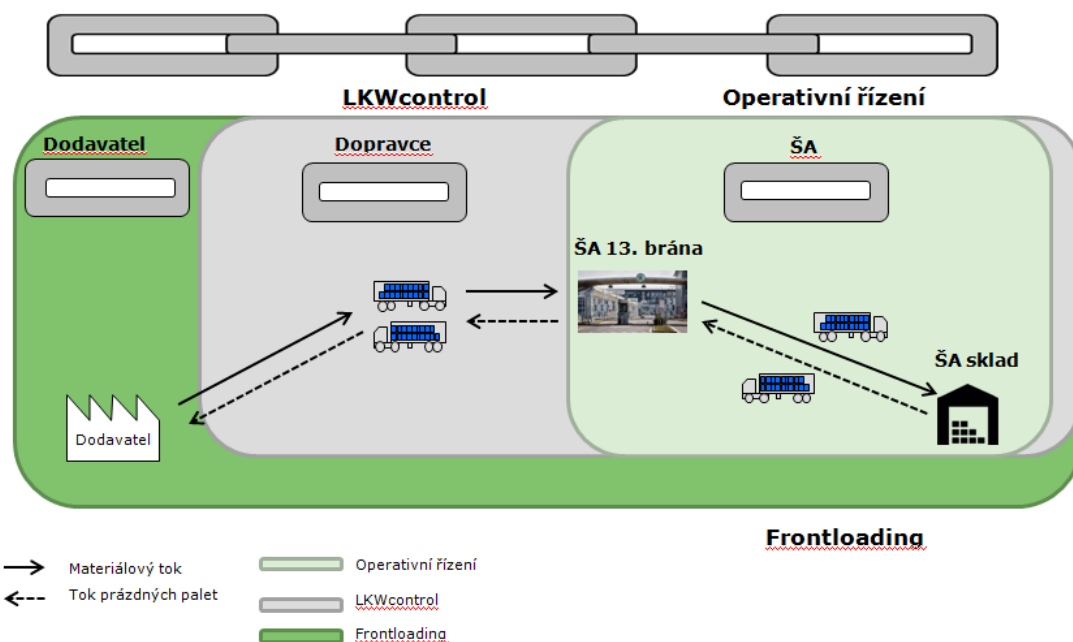 LKWcontrol
Operativní řízení
Dodavatel
Dopravce
ŠA
ŠA 13. brána
ŠA sklad
Dodavatel
Frontloading
Materiálový tok
Tok prázdných palet
Operativní řízení
LKWcontrol
Frontloading